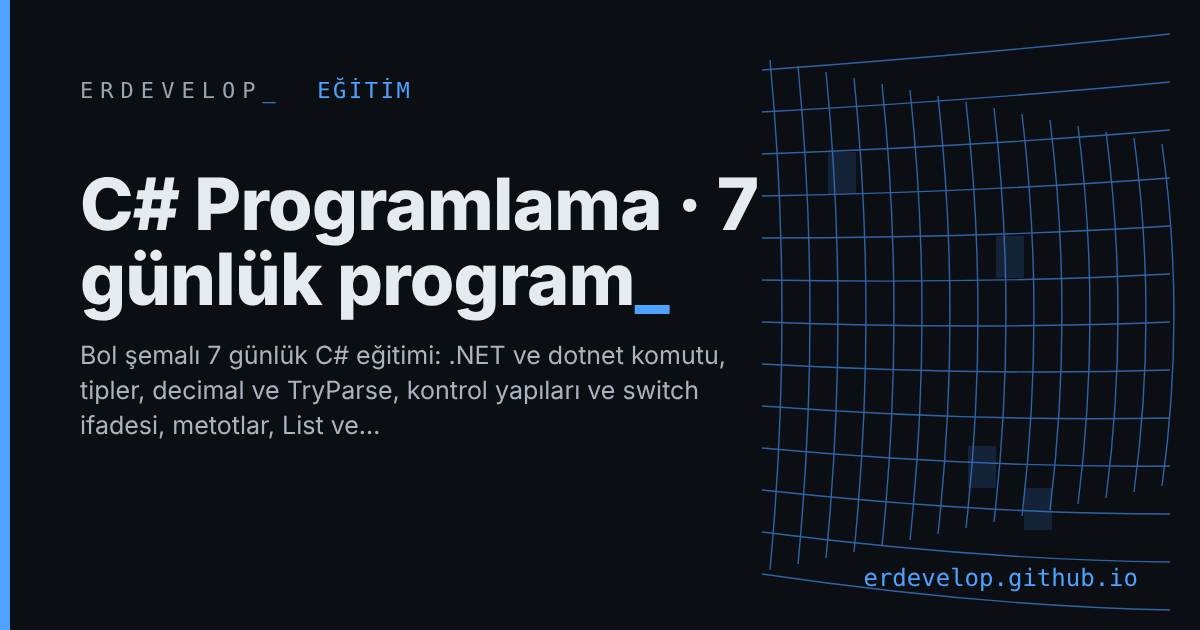 ERDEVELOP_ EĞİTİM
C# Programlama · 7
günlük program_
Bol şemalı 7 günlük C# eğitimi: .NET ve dotnet komutu,
tipler, decimal ve TryParse, kontrol yapıları ve switch
ifadesi, metotlar, List ve...
erdevelop.github.io